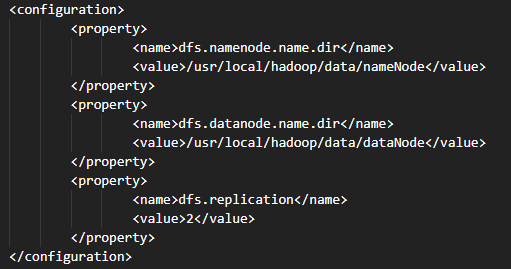 <configuration>
<property>
<name>dfs.namenode.name.dir</name>
<value>/usr/local/hadoop/data/nameNode</value>
</property>
<property>
<name>dfs.datanode.name.dir</name>
<value>/usr/local/hadoop/data/dataNode</value>
</property>
<property>
<name>dfs.replication</name>
<value>2</value>
</property>
</configuration>